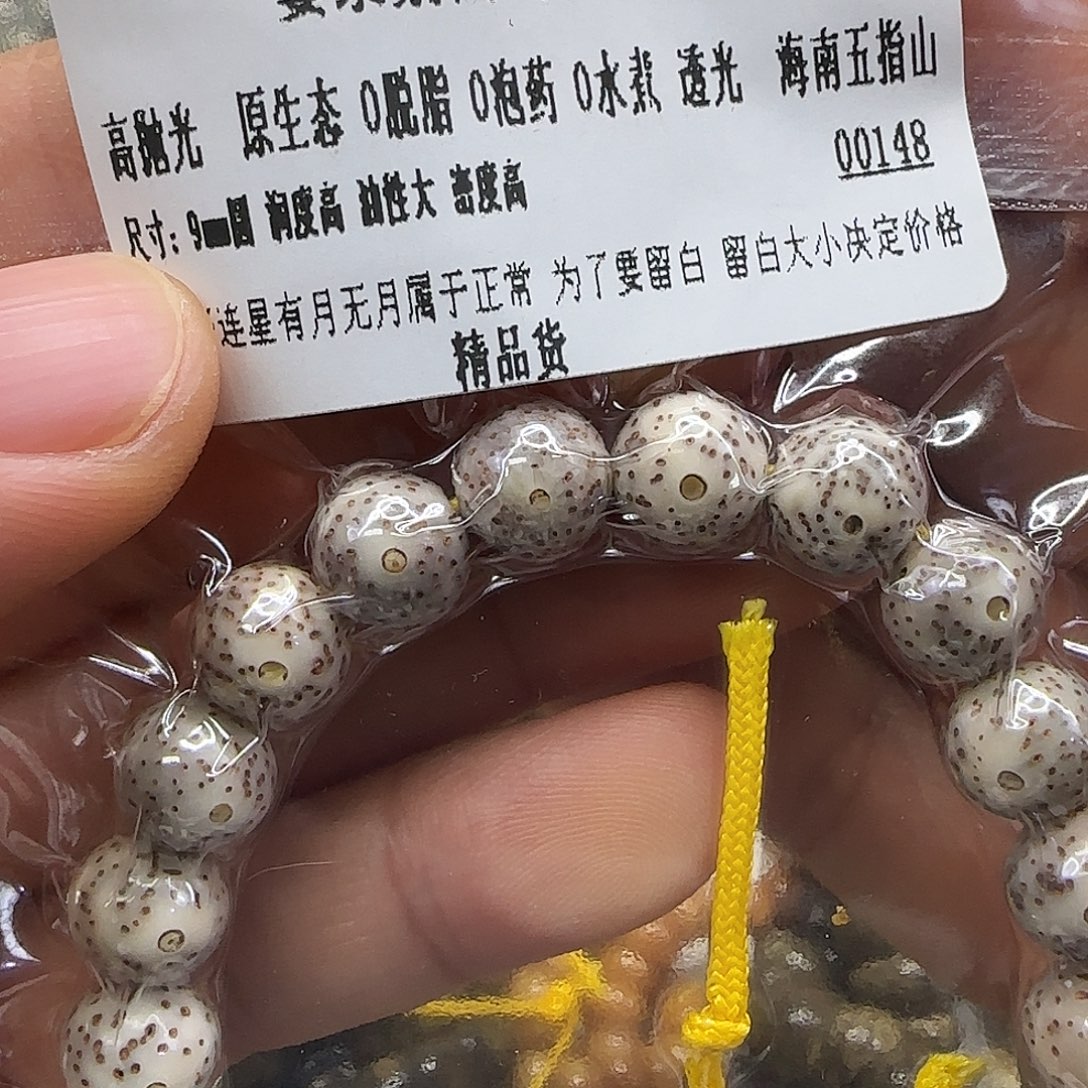 高抛光 原生态 0脱脂 0泡药 0水煮 透光 海南五指山
00148
尺寸: 9mm圆 润度高 油性大 密度高
连星有月无月属于正常 为了要留白 留白大小决定价格
精品货